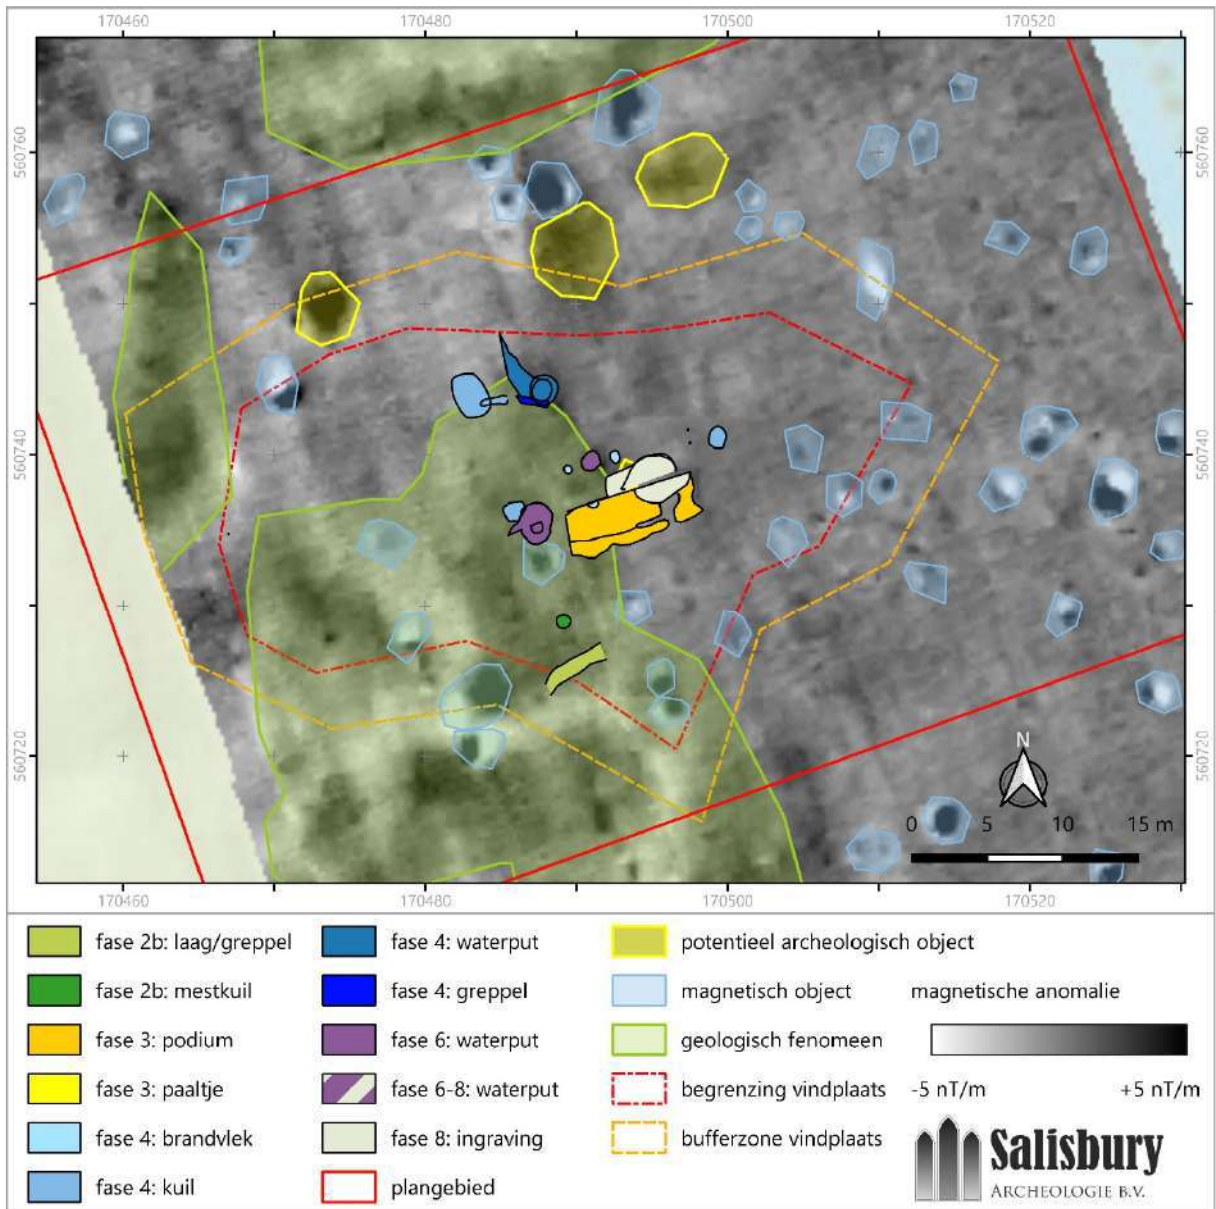 170460 170480 170500 170520
560760 560760
560740 560740
560720 560720
N
0 5 10 15 m
170460 170480 170500 170520
fase 2b: laag/greppel
fase 2b: mestkuil
fase 3: podium
fase 3: paaltje
fase 4: brandvlek
fase 4: kuil
fase 4: waterput
fase 4: greppel
fase 6: waterput
fase 6-8: waterput
fase 8: ingraving
plangebied
potentieel archeologisch object
magnetisch object
geologisch fenomeen
begrenzing vindplaats
bufferzone vindplaats
magnetische anomalie
-5 nT/m +5 nT/m
Salisbury
ARCHEOLOGIE B.V.